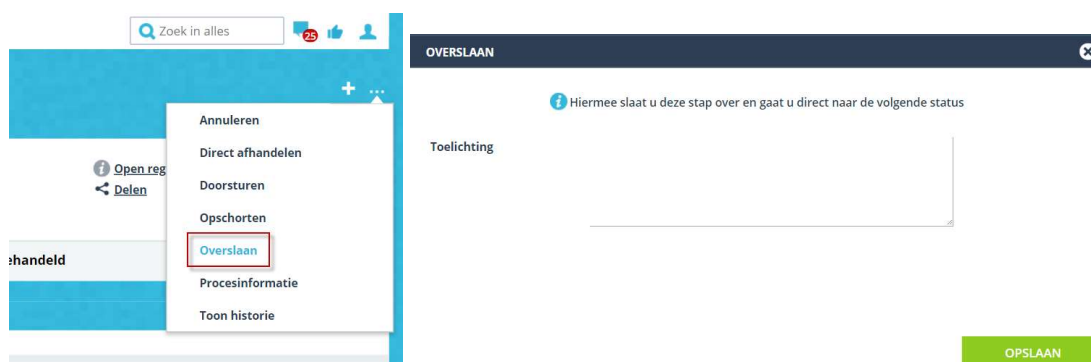 Zoek in alles
25
+ ...
Annuleren
Direct afhandelen
Open reg
Doorsturen
Delen
Opschorten
Overslaan
ehandeld
Procesinformatie
Toon historie
OVERSLAAN
Hiermee slaat u deze stap over en gaat u direct naar de volgende status
Toelichting
OPSLAAN